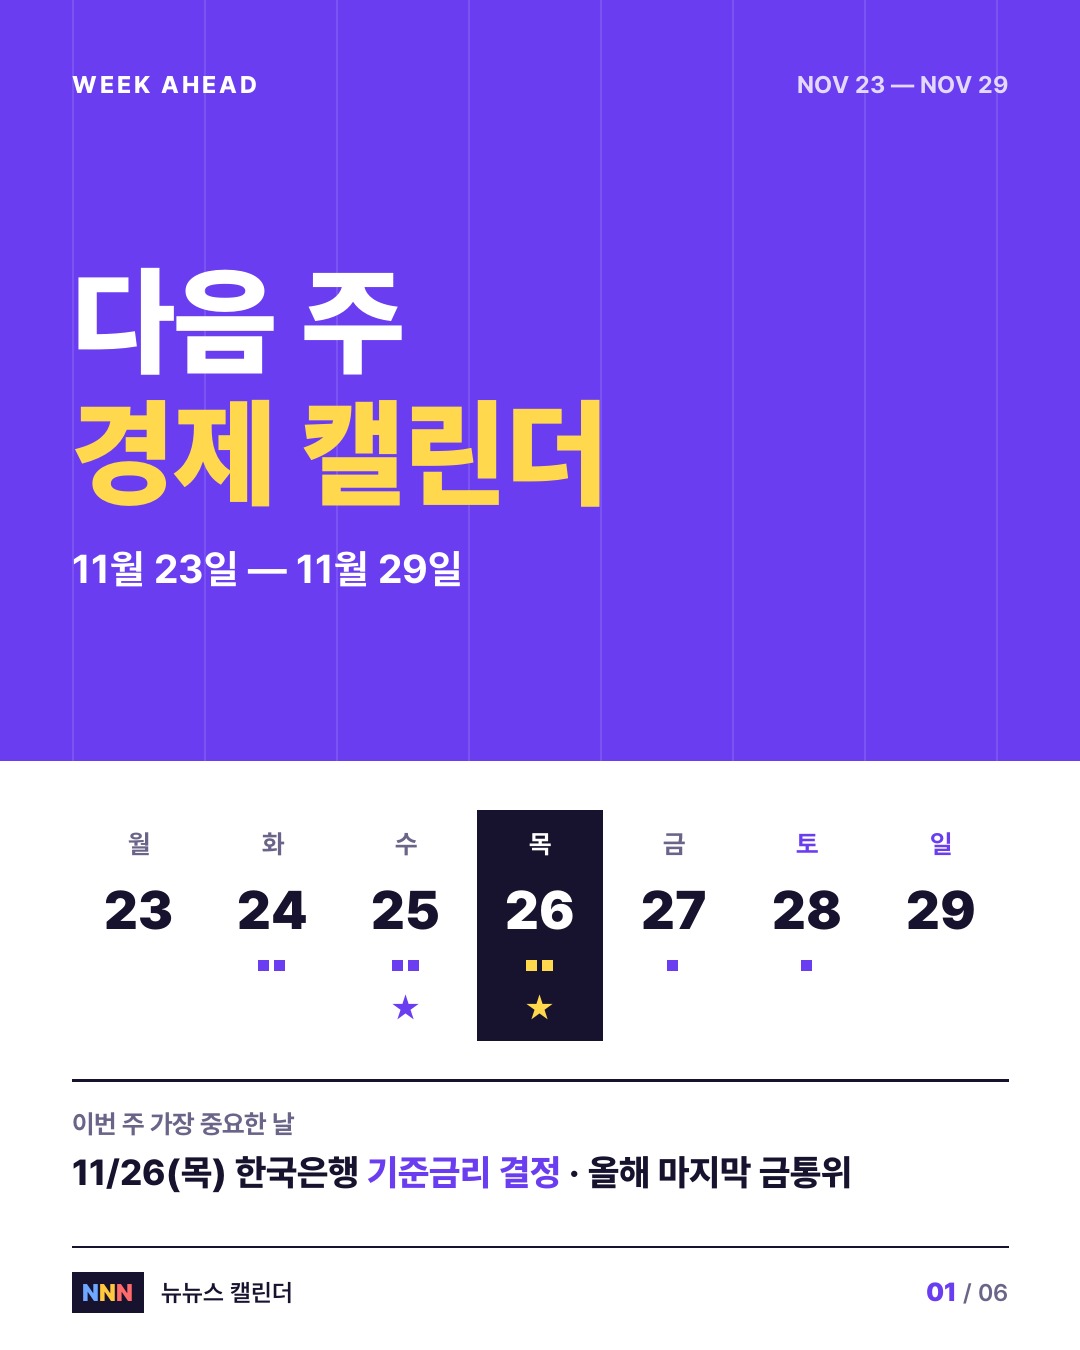 WEEK AHEAD
NOV 23 — NOV 29
다음 주
경제 캘린더
11월 23일 — 11월 29일
월 화 수 목 금 토 일
23 24 25 26 27 28 29
★ ★
이번 주 가장 중요한 날
11/26(목) 한국은행 기준금리 결정 · 올해 마지막 금통위
NNN 뉴뉴스 캘린더
01 / 06